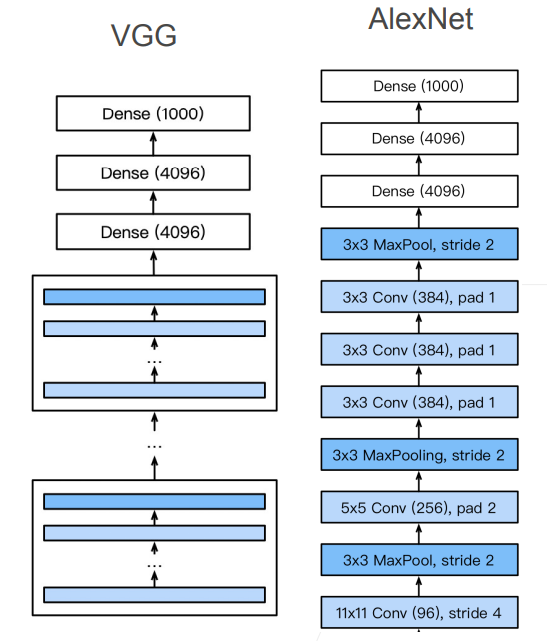 VGG
Dense (1000)
Dense (4096)
Dense (4096)
...
...
...
AlexNet
Dense (1000)
Dense (4096)
Dense (4096)
3x3 MaxPool, stride 2
3x3 Conv (384), pad 1
3x3 Conv (384), pad 1
3x3 Conv (384), pad 1
3x3 MaxPooling, stride 2
5x5 Conv (256), pad 2
3x3 MaxPool, stride 2
11x11 Conv (96), stride 4